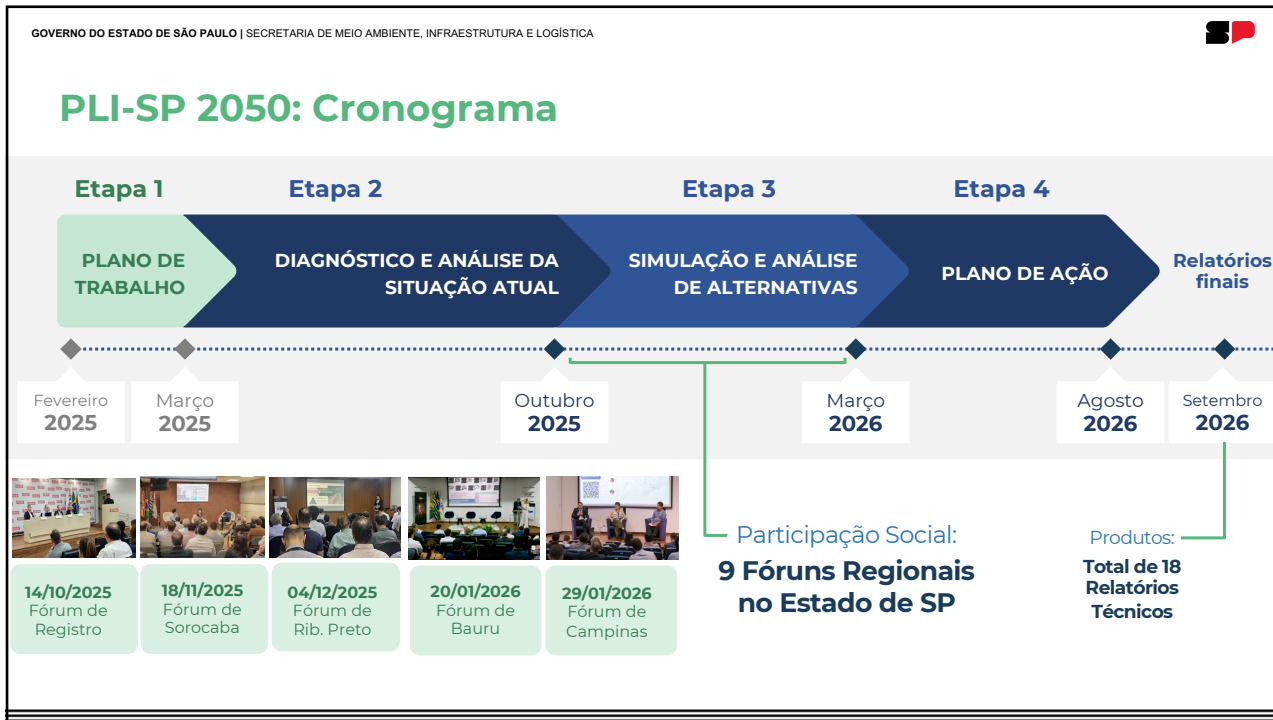 GOVERNO DO ESTADO DE SÃO PAULO | SECRETARIA DE MEIO AMBIENTE, INFRAESTRUTURA E LOGÍSTICA
SP
PLI-SP 2050: Cronograma
Etapa 1
Etapa 2
Etapa 3
Etapa 4
PLANO DE
TRABALHO
DIAGNÓSTICO E ANÁLISE DA
SITUAÇÃO ATUAL
SIMULAÇÃO E ANÁLISE
DE ALTERNATIVAS
PLANO DE AÇÃO
Relatórios
finais
Fevereiro
2025
Março
2025
Outubro
2025
Março
2026
Agosto
2026
Setembro
2026
14/10/2025
Fórum de
Registro
18/11/2025
Fórum de
Sorocaba
04/12/2025
Fórum de
Rib. Preto
20/01/2026
Fórum de
Bauru
29/01/2026
Fórum de
Campinas
Participação Social:
9 Fóruns Regionais
no Estado de SP
Produtos:
Total de 18
Relatórios
Técnicos